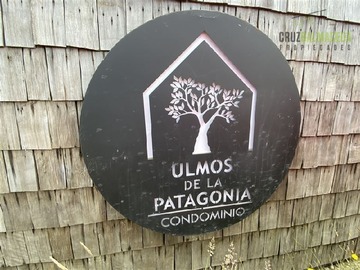 CRUZ
PROPIEDADES
ULMOS
DE LA
PATAGONIA
CONDOMINIO